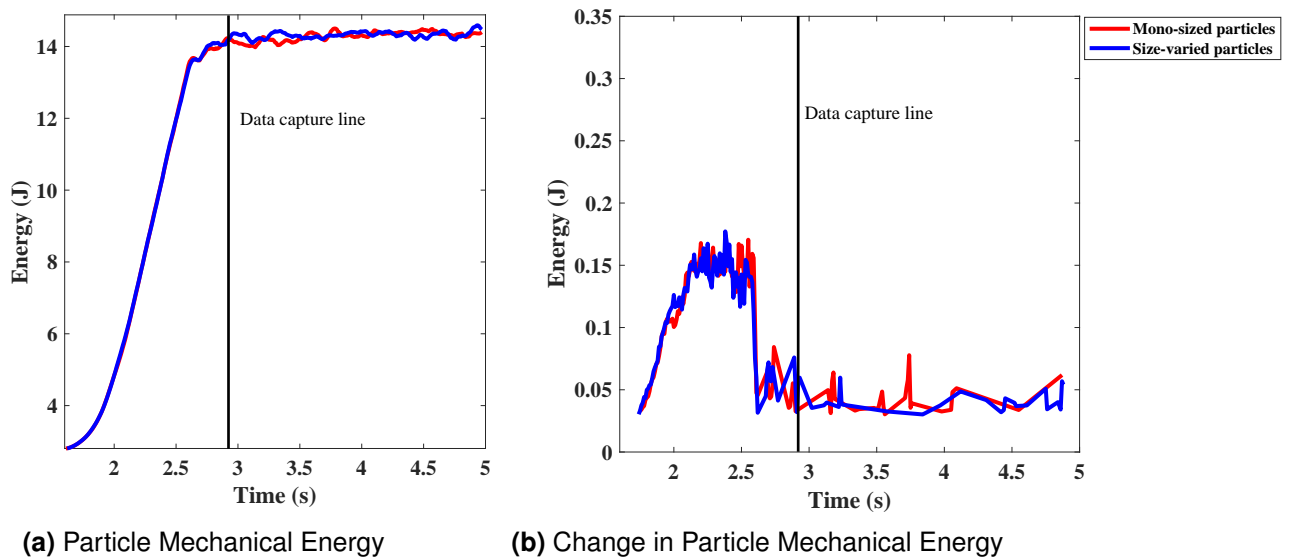 14
14
10
8
6
4
Energy (J)
Data capture line
2
2.5
3
3.5
4
4.5
5
Time (s)
(a) Particle Mechanical Energy
0.35
0.3
0.25
0.2
0.15
0.1
0.05
0
Energy (J)
Data capture line
2
2.5
3
3.5
4
4.5
5
Time (s)
(b) Change in Particle Mechanical Energy
Mono-sized particles
Size-varied particles